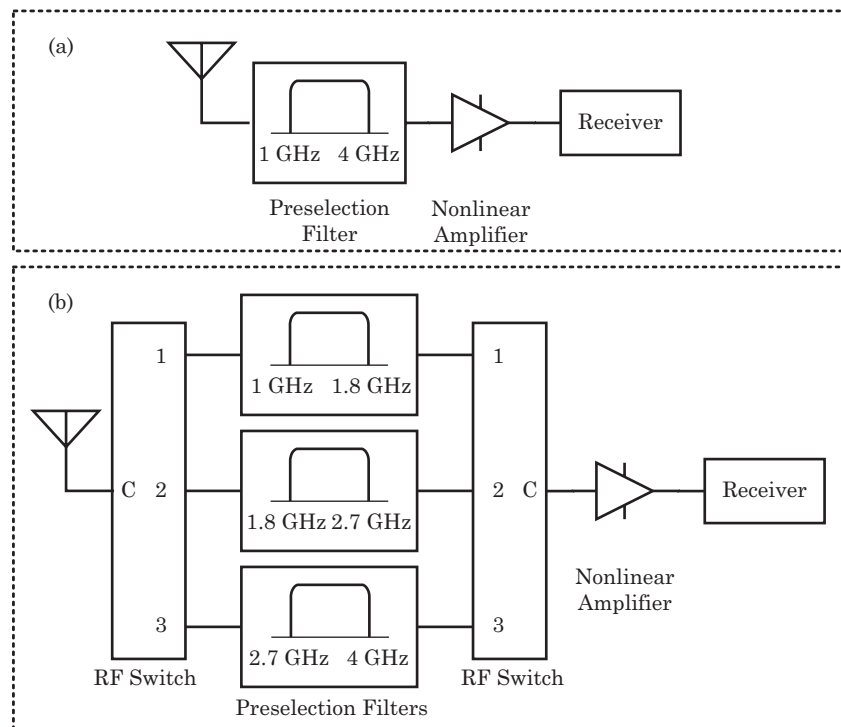 (a)
1 GHz 4 GHz
Receiver
Preselection
Filter
Nonlinear
Amplifier
(b)
1
1 GHz 1.8 GHz
1
C
2
1.8 GHz 2.7 GHz
2
C
Receiver
3
2.7 GHz 4 GHz
3
Nonlinear
Amplifier
RF Switch
Preselection Filters
RF Switch